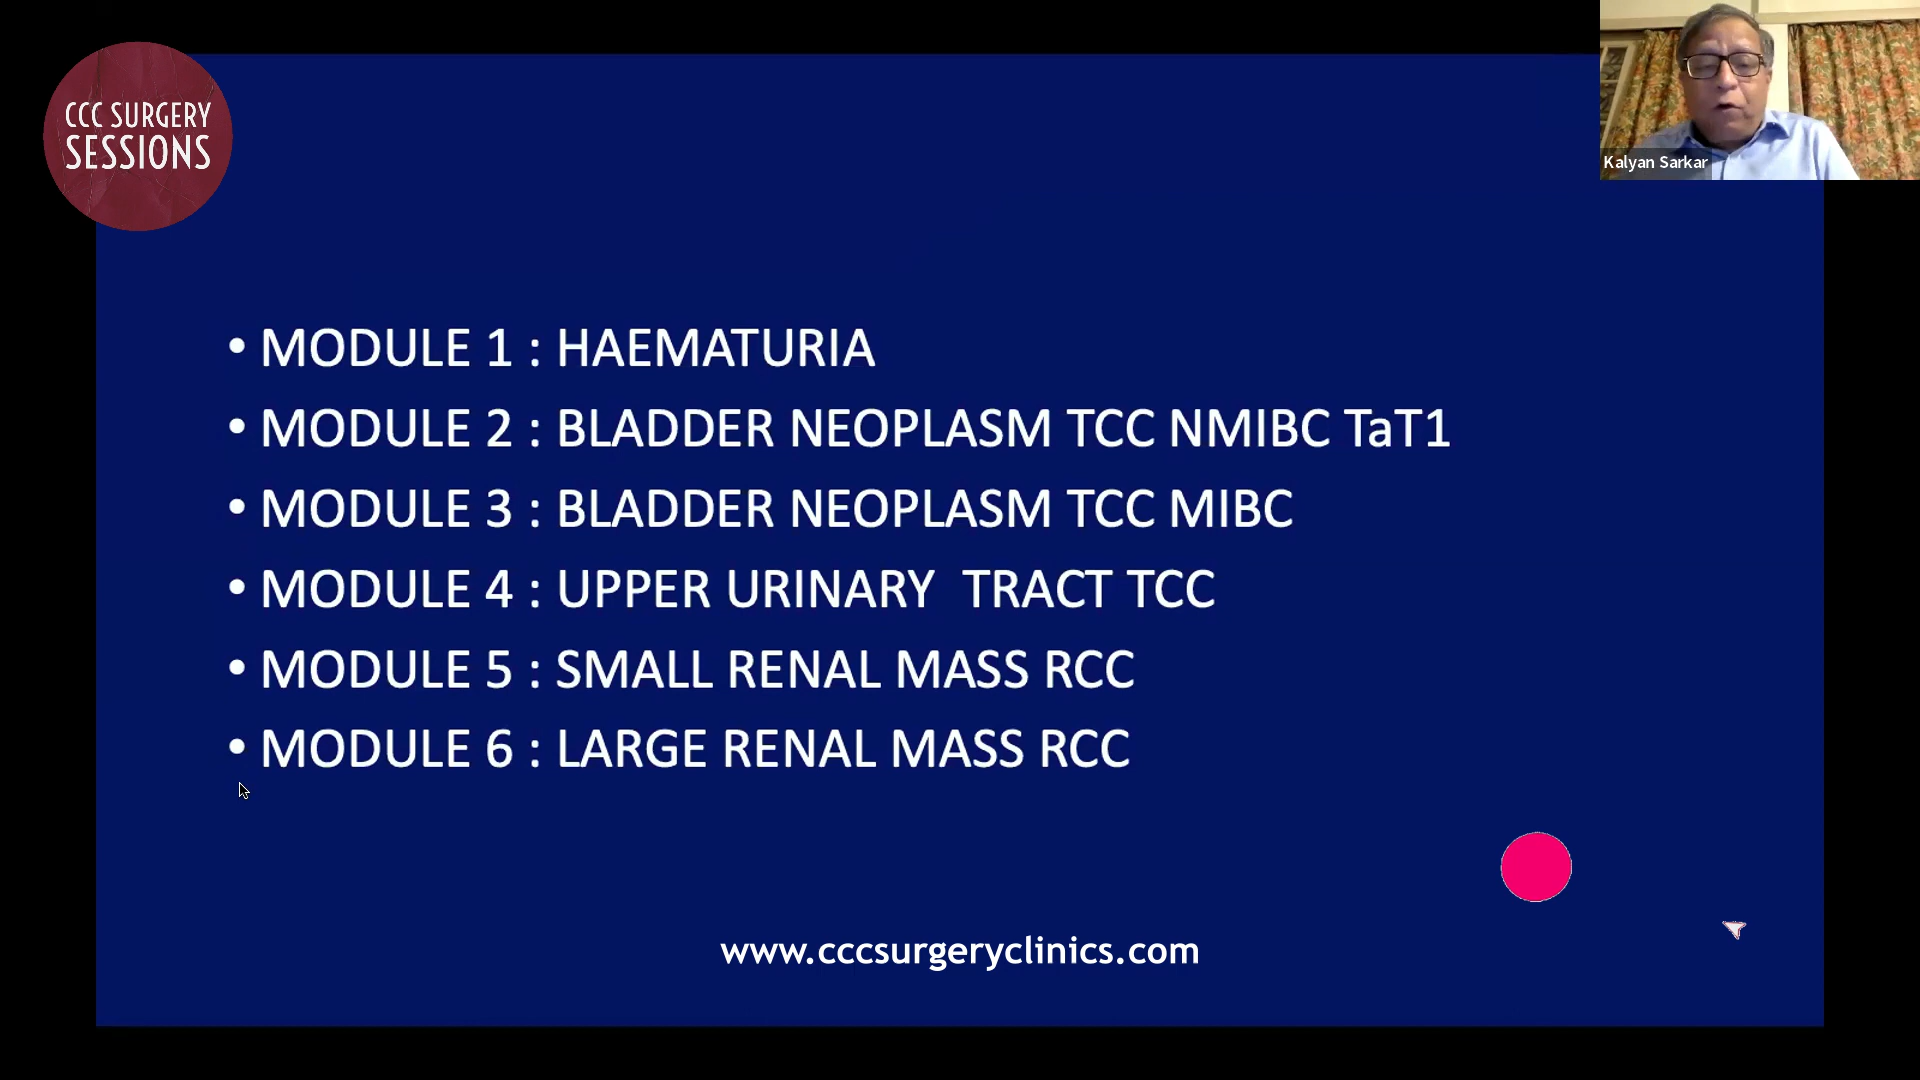 CCC SURGERY
SESSIONS
Kalyan Sarkar
• MODULE 1 : HAEMATURIA
• MODULE 2 : BLADDER NEOPLASM TCC NMIBC TaT1
• MODULE 3 : BLADDER NEOPLASM TCC MIBC
• MODULE 4 : UPPER URINARY  TRACT TCC
• MODULE 5 : SMALL RENAL MASS RCC
• MODULE 6 : LARGE RENAL MASS RCC
www.cccsurgeryclinics.com